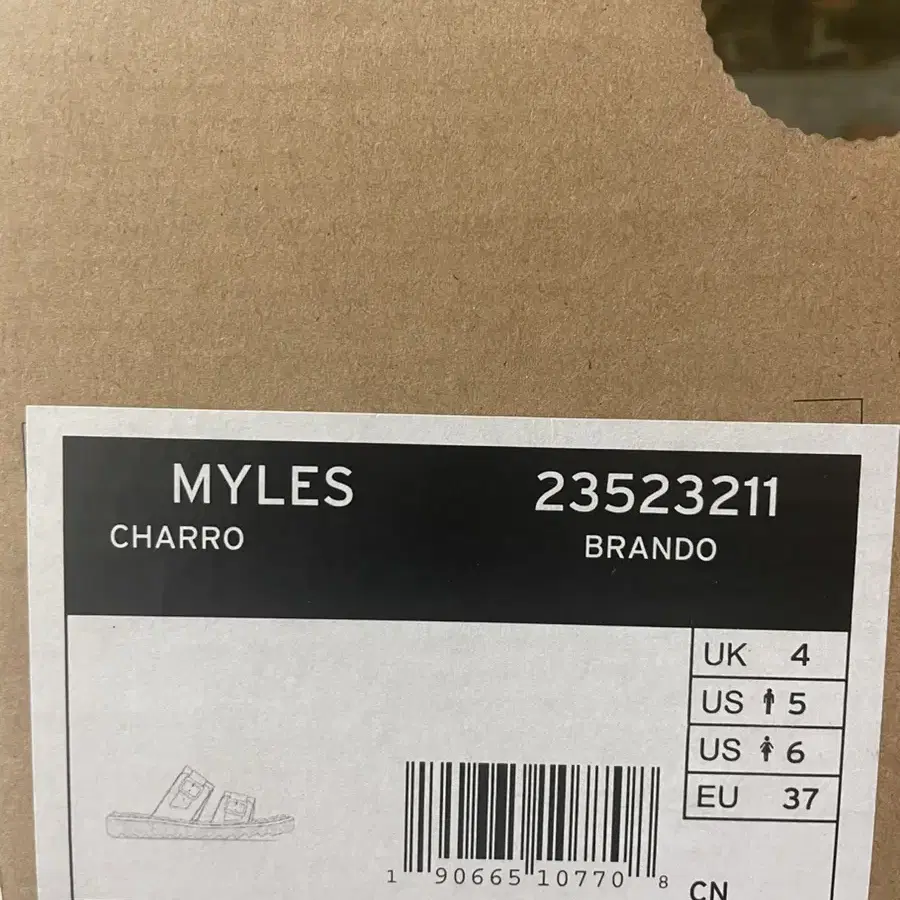 MYLES 23523211
CHARRO BRANDO
UK 4
US 5
US 6
EU 37
1 90665 10770 8
CN